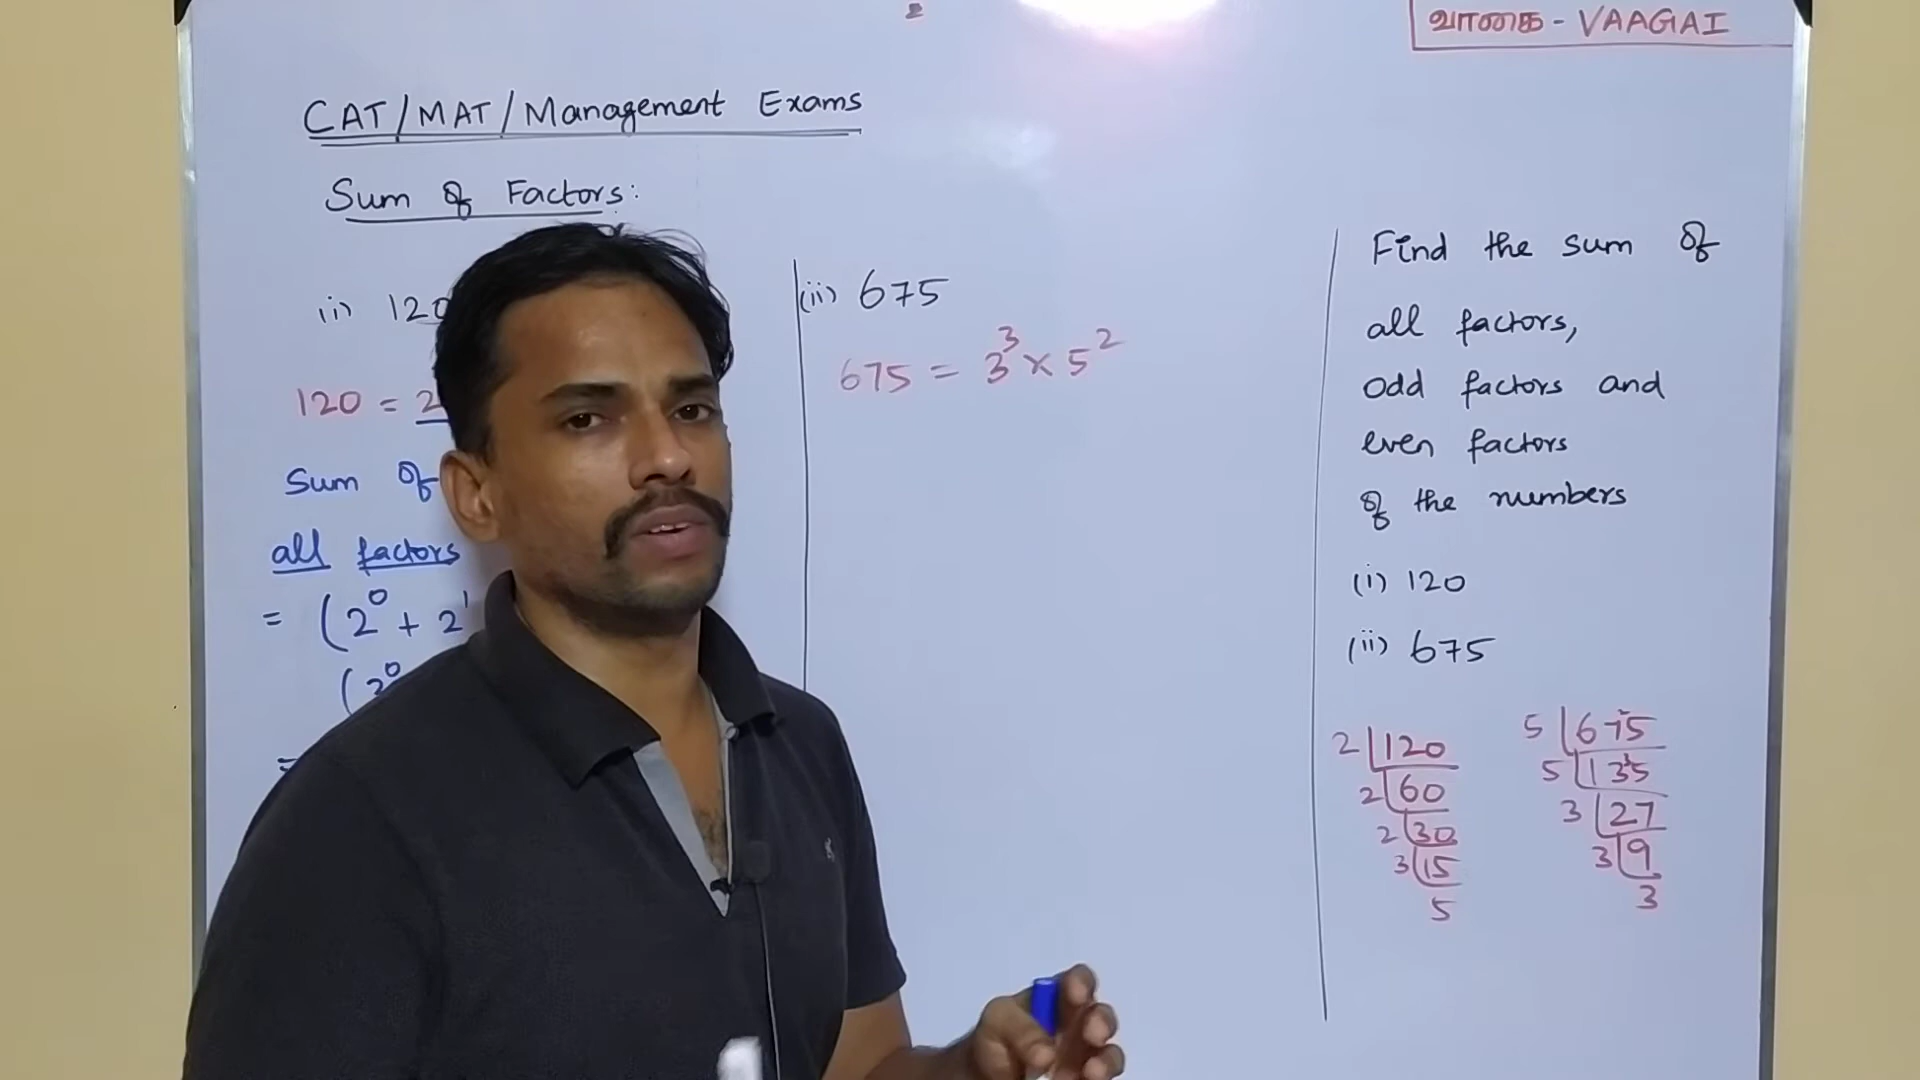 வாகை - VAAGAI
CAT/MAT/Management Exams
Sum of Factors:
(i) 120
120 = 2
Sum of
all factors
= (2⁰ + 2¹
(3⁰
=
(ii) 675
675 = 3³ × 5²
Find the sum of
all factors,
odd factors and
even factors
of the numbers
(i) 120
(ii) 675
2 120
2 60
2 30
3 15
5
5 675
5 135
3 27
3 9
3